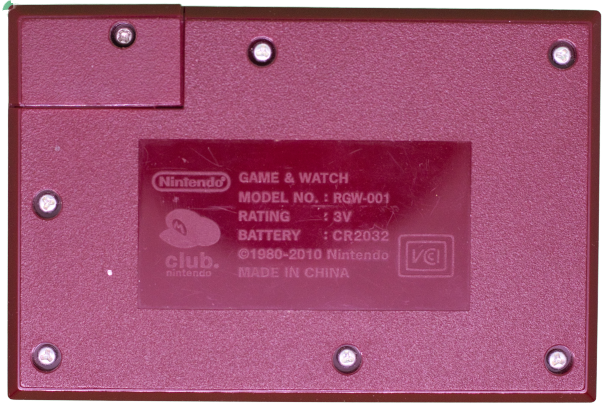 Nintendo
GAME & WATCH
MODEL NO. : RGW-001
RATING : 3V
BATTERY : CR2032
©1980-2010 Nintendo
MADE IN CHINA
club.
nintendo
VCI